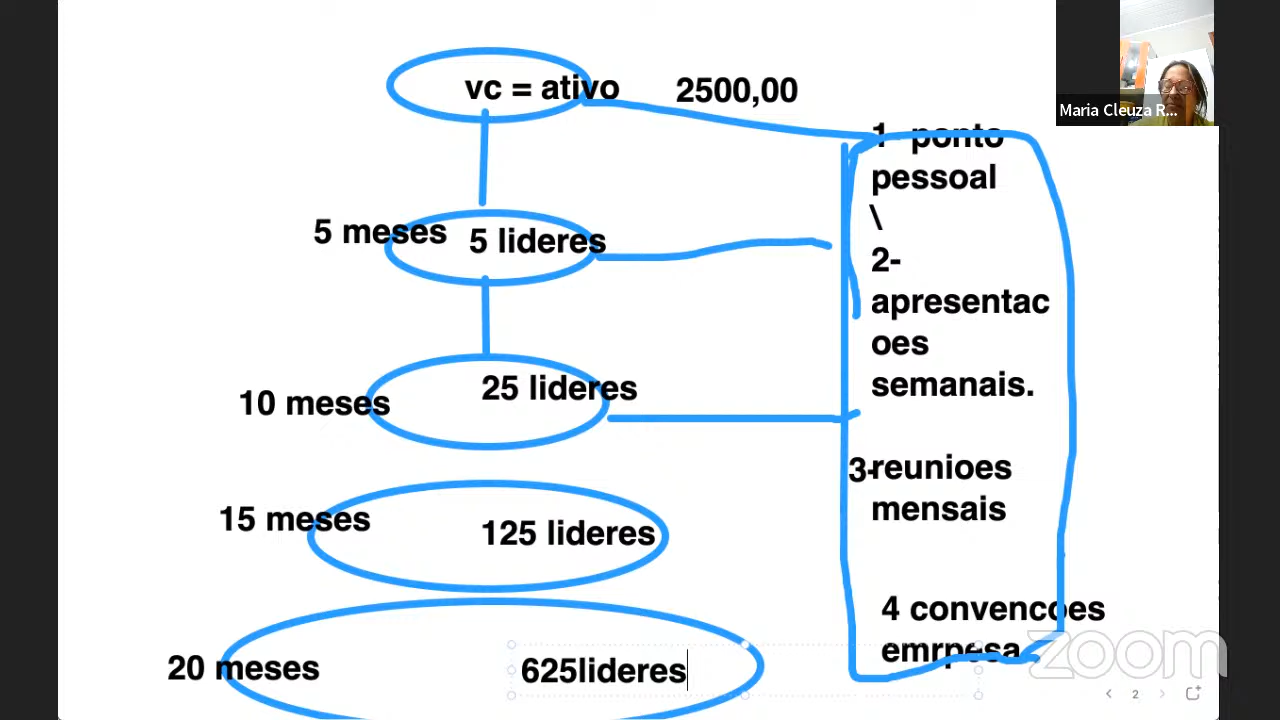 vc = ativo
2500,00
Maria Cleuza R...
1- ponto
pessoal
\
2-
apresentac
oes
semanais.
3-reunioes
mensais
4 convencoes
emrpesa
5 meses
5 lideres
10 meses
25 lideres
15 meses
125 lideres
20 meses
625lideres
zoom
2